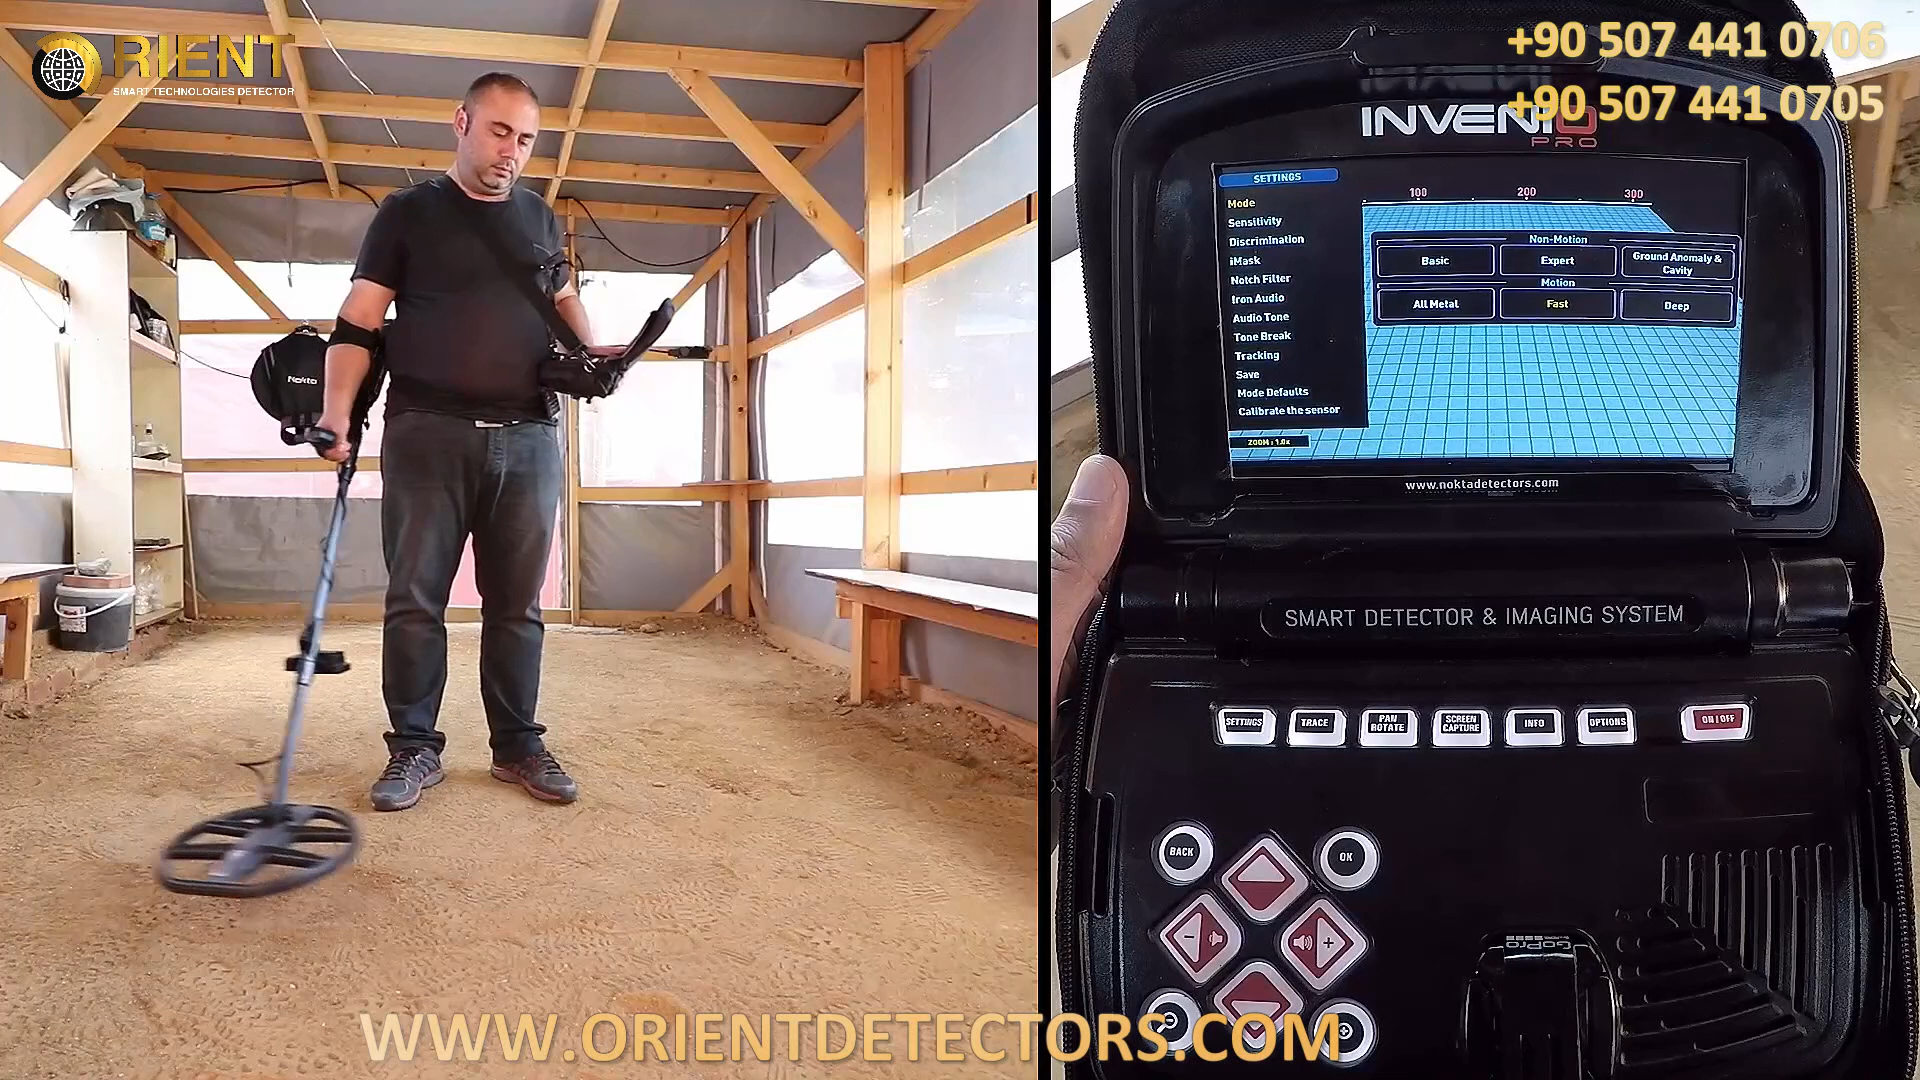 ORIENT
SMART TECHNOLOGIES DETECTOR
Nokta
+90 507 441 0706
+90 507 441 0705
INVENIO
PRO
SETTINGS
Mode
Sensitivity
Discrimination
iMask
Notch Filter
Iron Audio
Audio Tone
Tone Break
Tracking
Save
Mode Defaults
Calibrate the sensor
ZOOM : 1.0x
100 200 300
Non-Motion
Basic Expert Ground Anomaly & Cavity
Motion
All Metal Fast Deep
www.noktadetectors.com
SMART DETECTOR & IMAGING SYSTEM
SETTINGS TRACE PAN ROTATE SCREEN CAPTURE INFO OPTIONS ON | OFF
BACK OK
- +
GoPro
WWW.ORIENTDETECTORS.COM